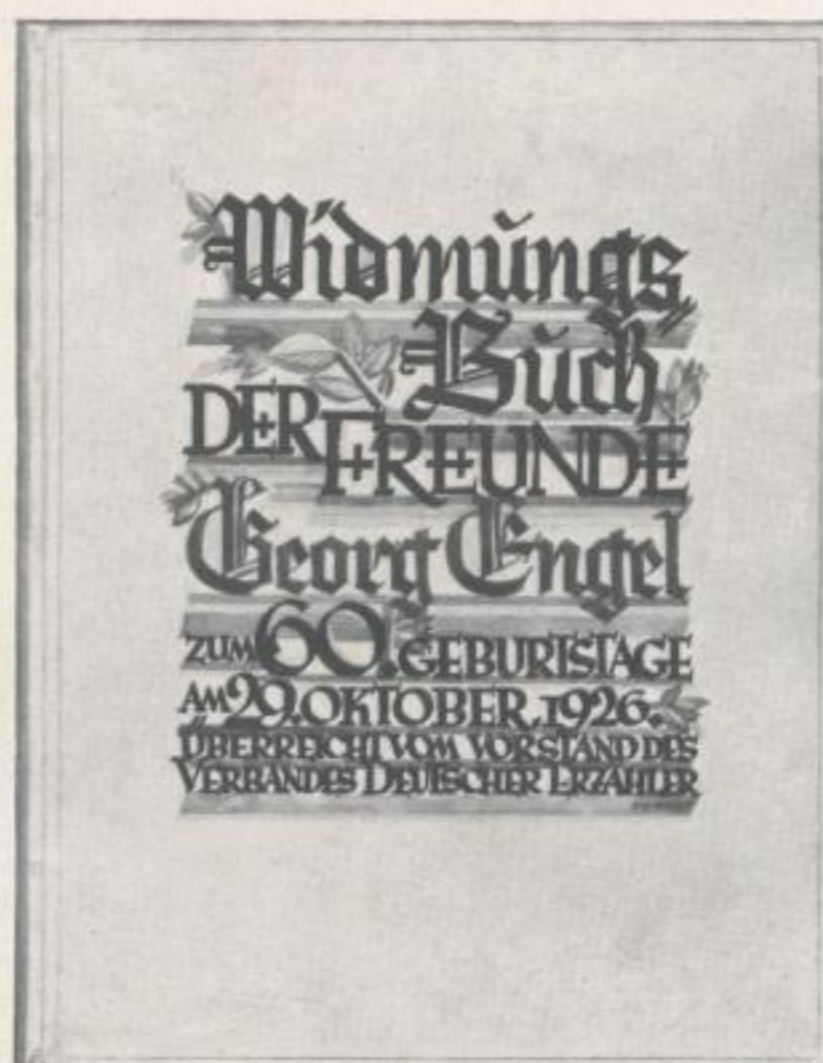 Widmungs
Buch
DER FREUNDE
Georg Engel
ZUM 60. GEBURTSTAGE
AM 29. OKTOBER 1926.
ÜBERREICHT VOM VORSTAND DES
VERBANDES DEUTSCHER ERZÄHLER